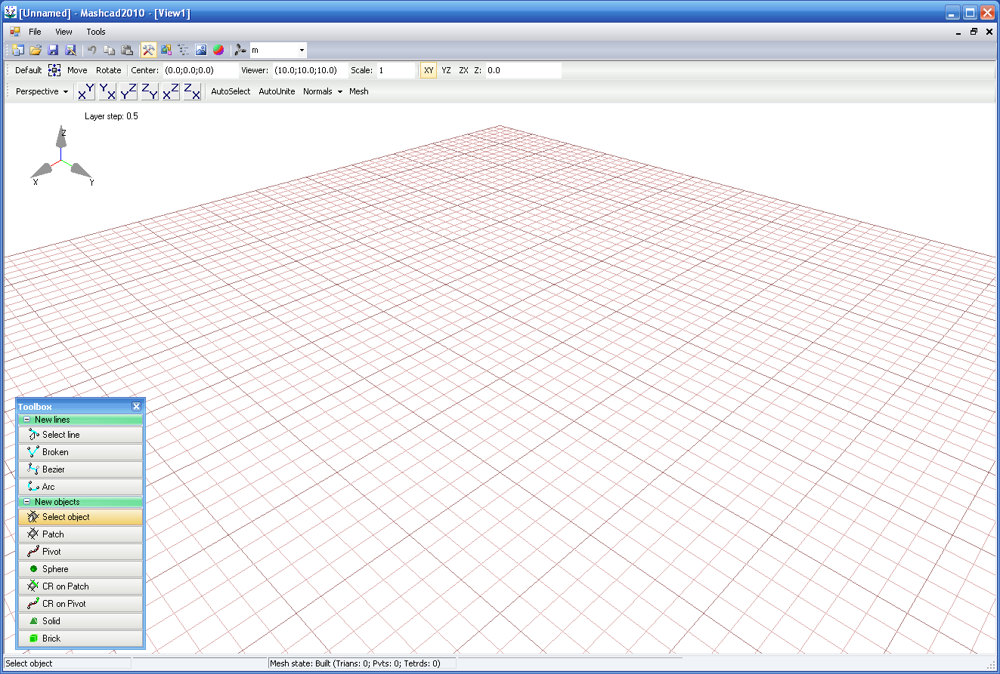 [Unnamed] - Mashcad2010 - [View1]
File View Tools
m
Default Move Rotate Center: (0.0;0.0;0.0) Viewer: (10.0;10.0;10.0) Scale: 1 XY YZ ZX Z: 0.0
Perspective X Y Y X Y Z Z Y X Z Z X AutoSelect AutoUnite Normals Mesh
Layer step: 0.5
Z
X Y
Toolbox
New lines
Select line
Broken
Bezier
Arc
New objects
Select object
Patch
Pivot
Sphere
CR on Patch
CR on Pivot
Solid
Brick
Select object Mesh state: Built (Trians: 0; Pvts: 0; Tetrds: 0)